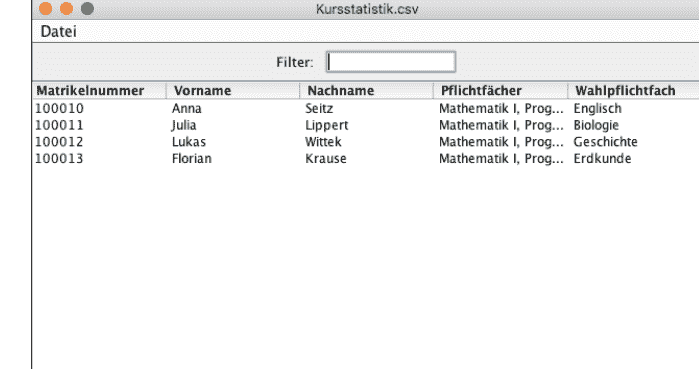 Kursstatistik.csv
Datei
Filter:
Matrikelnummer Vorname Nachname Pflichtfächer Wahlpflichtfach
100010 Anna Seitz Mathematik I, Prog... Englisch
100011 Julia Lippert Mathematik I, Prog... Biologie
100012 Lukas Wittek Mathematik I, Prog... Geschichte
100013 Florian Krause Mathematik I, Prog... Erdkunde